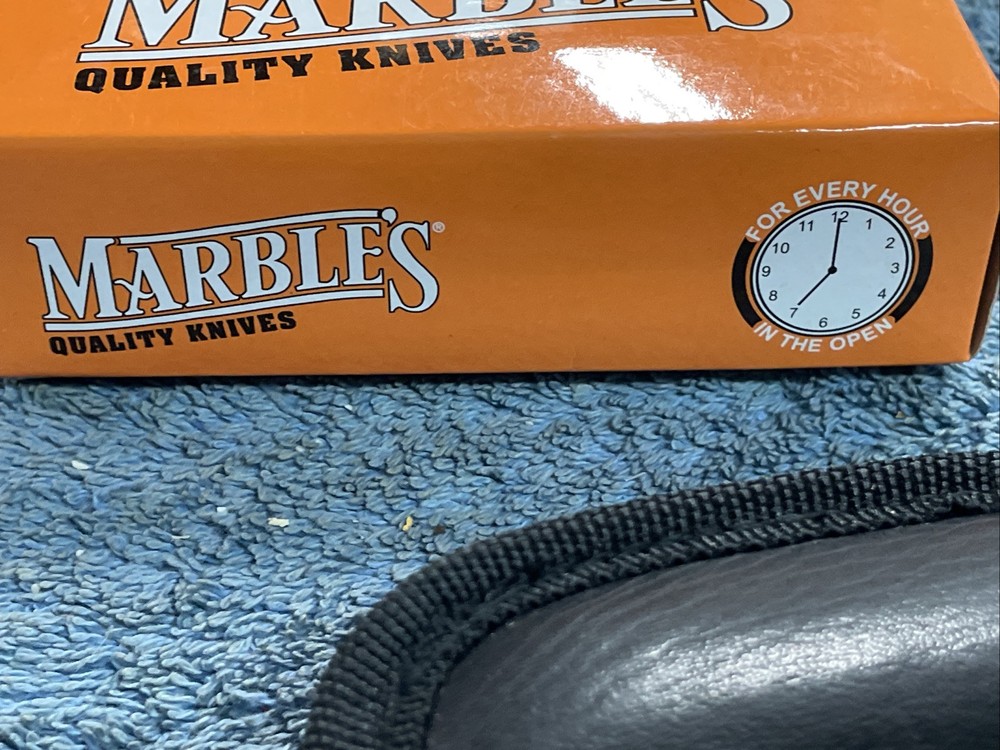 MARBLE'S
QUALITY KNIVES
MARBLE'S®
QUALITY KNIVES
FOR EVERY HOUR
12
11 1
10 2
9 3
8 4
7 5
6
IN THE OPEN